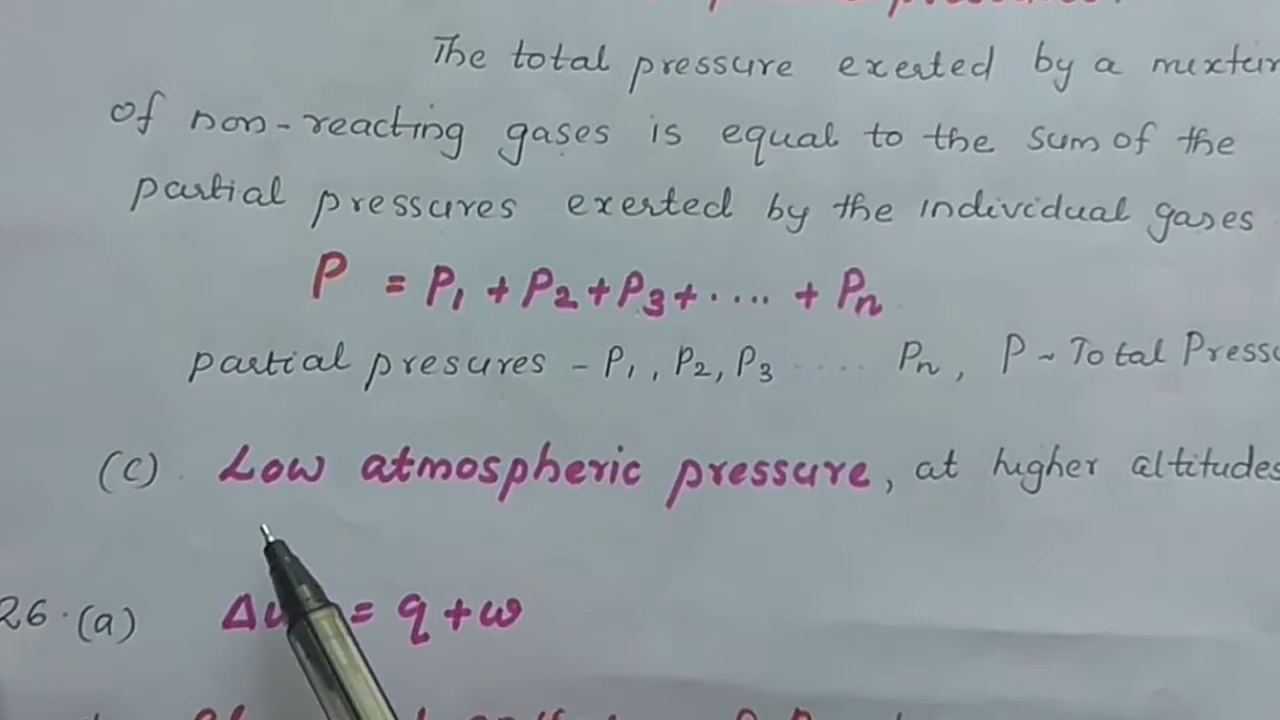 The total pressure exerted by a mixtur
of non-reacting gases is equal to the sum of the
partial pressures exerted by the individual gases
P = P₁ + P₂ + P₃ + .... + Pn
partial presures - P₁, P₂, P₃ .... Pn, P ~ Total Press
(C). Low atmospheric pressure, at higher altitudes
26. (a) Δu = q + w